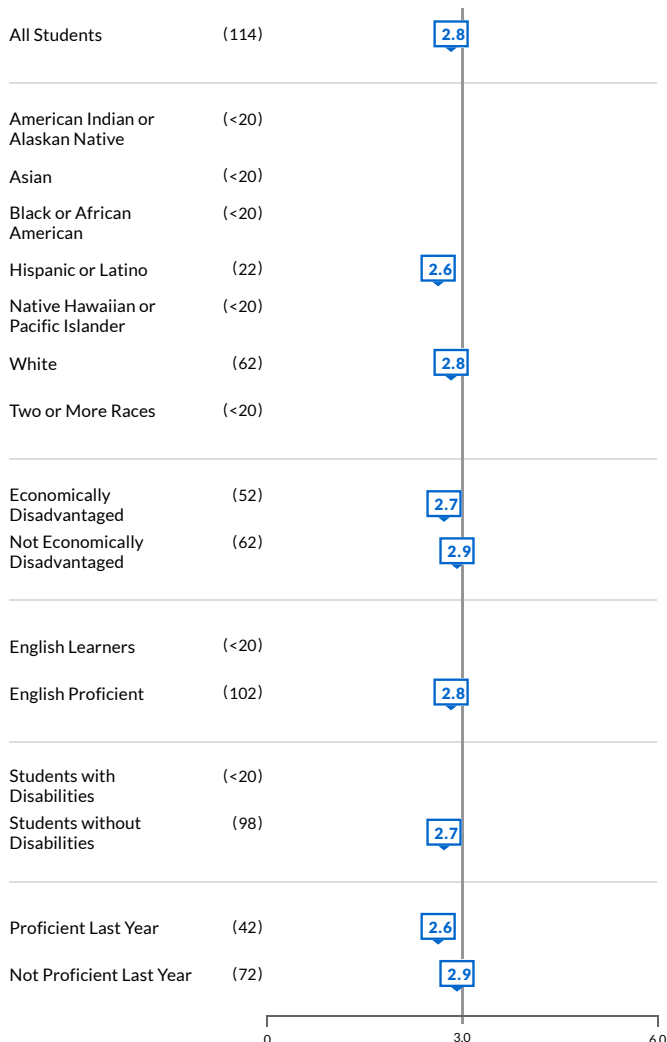 All Students (114) 2.8
American Indian or (<20)
Alaskan Native
Asian (<20)
Black or African (<20)
American
Hispanic or Latino (22) 2.6
Native Hawaiian or (<20)
Pacific Islander
White (62) 2.8
Two or More Races (<20)
Economically (52) 2.7
Disadvantaged
Not Economically (62) 2.9
Disadvantaged
English Learners (<20)
English Proficient (102) 2.8
Students with (<20)
Disabilities
Students without (98) 2.7
Disabilities
Proficient Last Year (42) 2.6
Not Proficient Last Year (72) 2.9
0 3.0 6.0